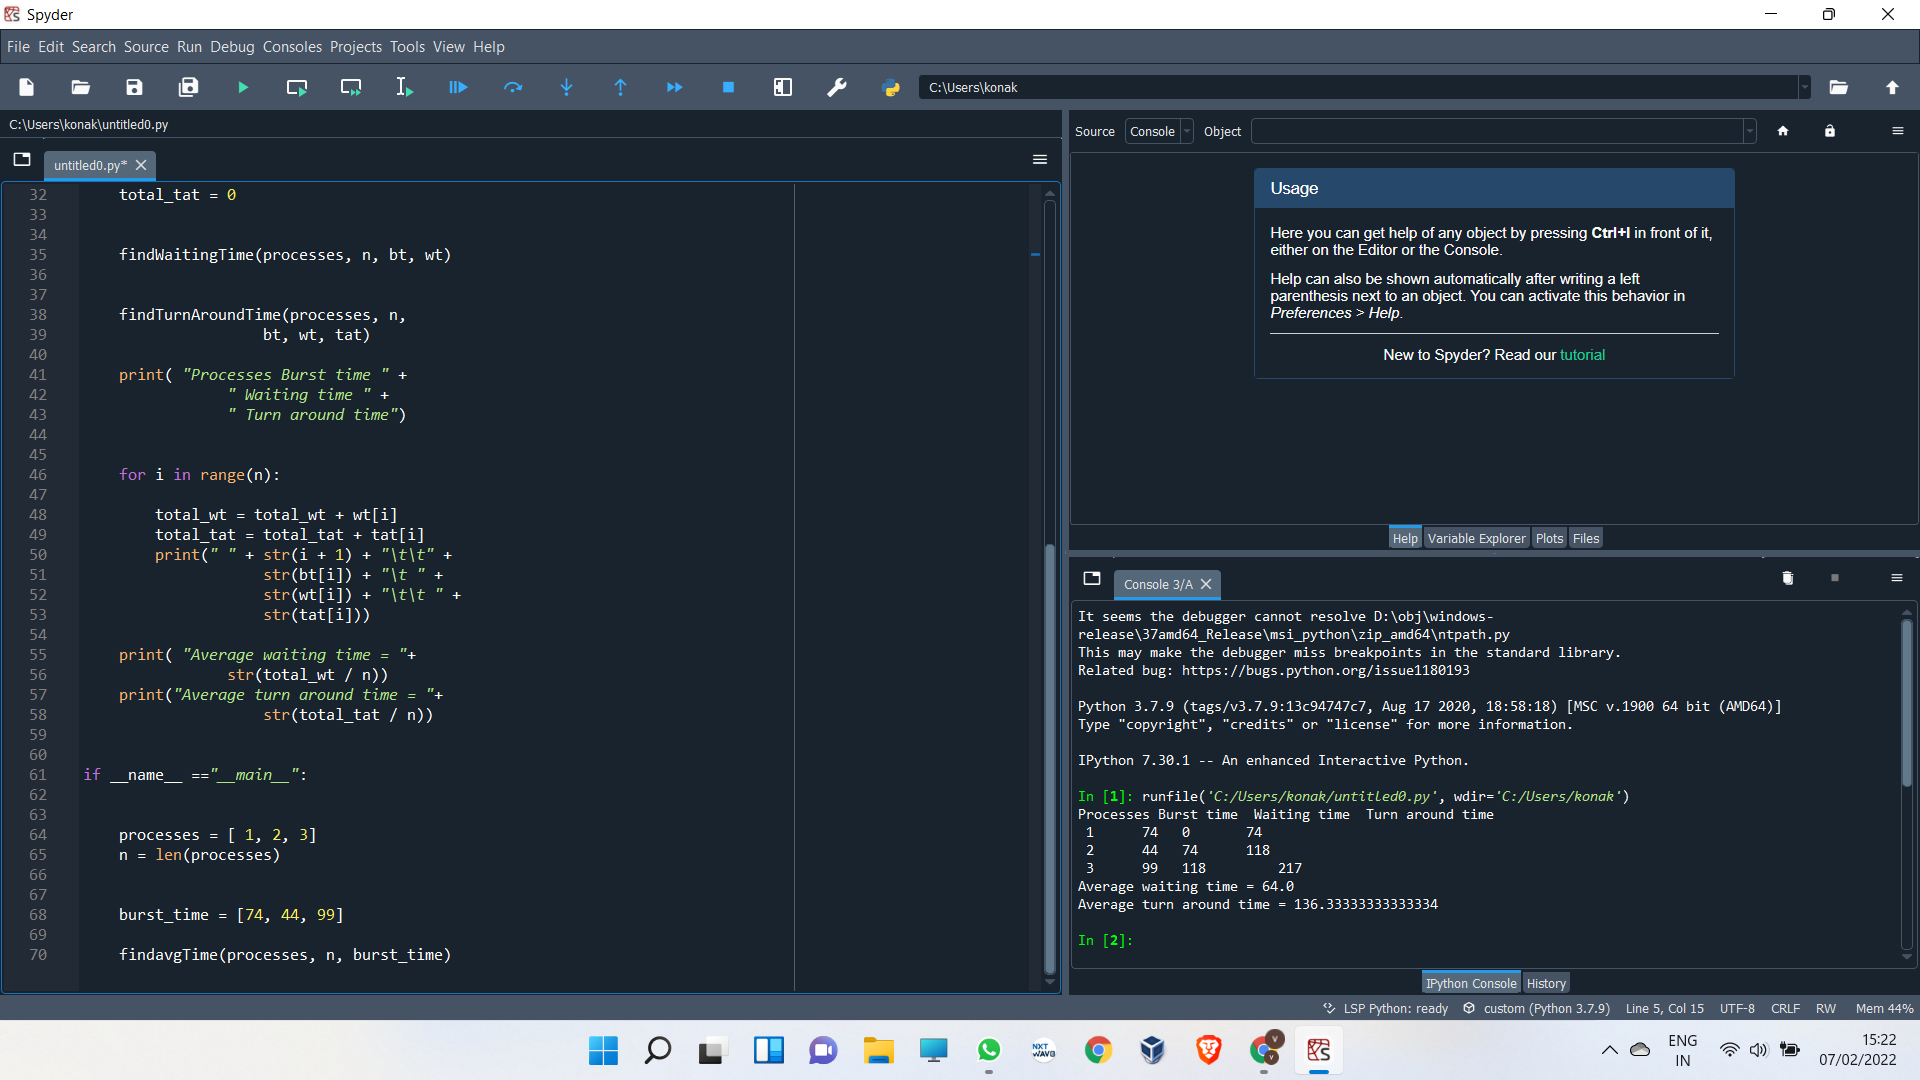 Spyder
File Edit Search Source Run Debug Consoles Projects Tools View Help
C:\Users\konak
C:\Users\konak\untitled0.py
untitled0.py*
32 total_tat = 0
33
34
35 findWaitingTime(processes, n, bt, wt)
36
37
38 findTurnAroundTime(processes, n,
39 bt, wt, tat)
40
41 print( "Processes Burst time " +
42 " Waiting time " +
43 " Turn around time")
44
45
46 for i in range(n):
47
48 total_wt = total_wt + wt[i]
49 total_tat = total_tat + tat[i]
50 print(" " + str(i + 1) + "\t\t" +
51 str(bt[i]) + "\t " +
52 str(wt[i]) + "\t\t " +
53 str(tat[i]))
54
55 print( "Average waiting time = "+
56 str(total_wt / n))
57 print("Average turn around time = "+
58 str(total_tat / n))
59
60
61 if __name__ =="__main__":
62
63
64 processes = [ 1, 2, 3]
65 n = len(processes)
66
67
68 burst_time = [74, 44, 99]
69
70 findavgTime(processes, n, burst_time)
Source Console Object
Usage
Here you can get help of any object by pressing Ctrl+I in front of it,
either on the Editor or the Console.
Help can also be shown automatically after writing a left
parenthesis next to an object. You can activate this behavior in
Preferences > Help.
New to Spyder? Read our tutorial
Help Variable Explorer Plots Files
Console 3/A
It seems the debugger cannot resolve D:\obj\windows-
release\37amd64_Release\msi_python\zip_amd64\ntpath.py
This may make the debugger miss breakpoints in the standard library.
Related bug: https://bugs.python.org/issue1180193
Python 3.7.9 (tags/v3.7.9:13c94747c7, Aug 17 2020, 18:58:18) [MSC v.1900 64 bit (AMD64)]
Type "copyright", "credits" or "license" for more information.
IPython 7.30.1 -- An enhanced Interactive Python.
In [1]: runfile('C:/Users/konak/untitled0.py', wdir='C:/Users/konak')
Processes Burst time  Waiting time  Turn around time
1 74 0 74
2 44 74 118
3 99 118 217
Average waiting time = 64.0
Average turn around time = 136.33333333333334
In [2]:
IPython Console History
LSP Python: ready custom (Python 3.7.9) Line 5, Col 15 UTF-8 CRLF RW Mem 44%
NXT
WAVE
V
V
ENG
IN
15:22
07/02/2022